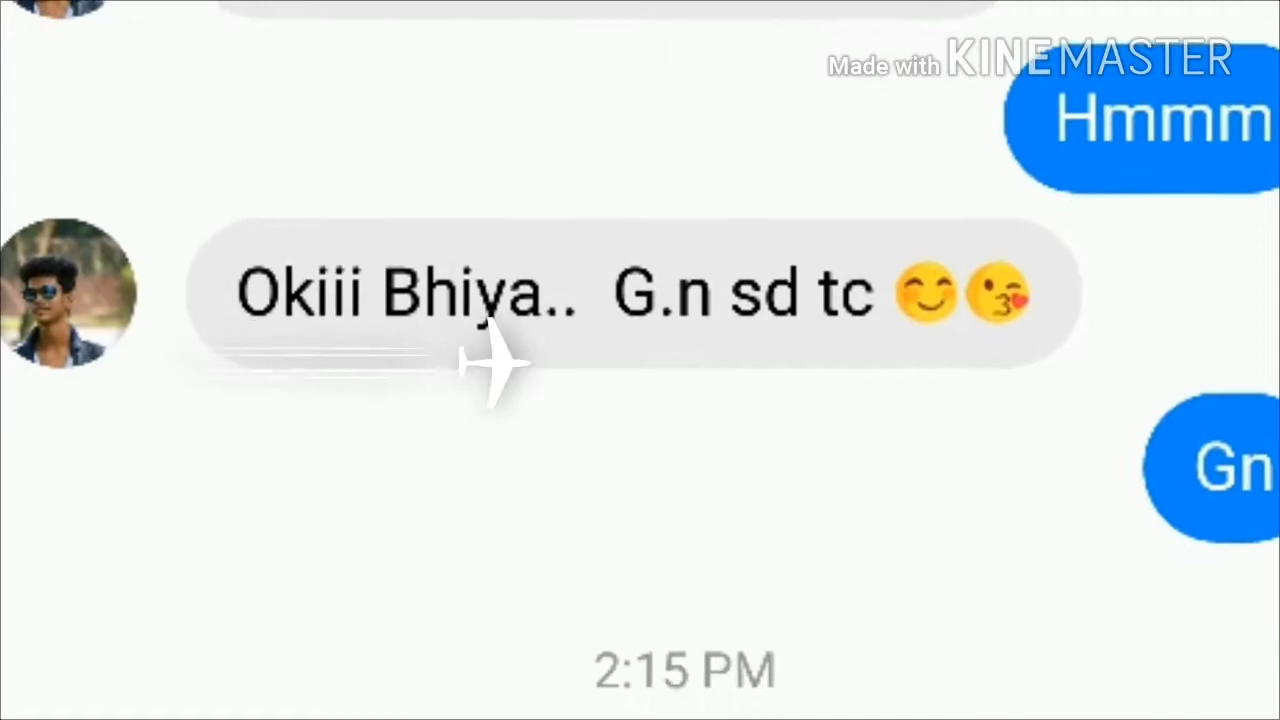 Made with KINEMASTER
Hmmm
Okiii Bhiya.. G.n sd tc 😊😘
Gn
2:15 PM